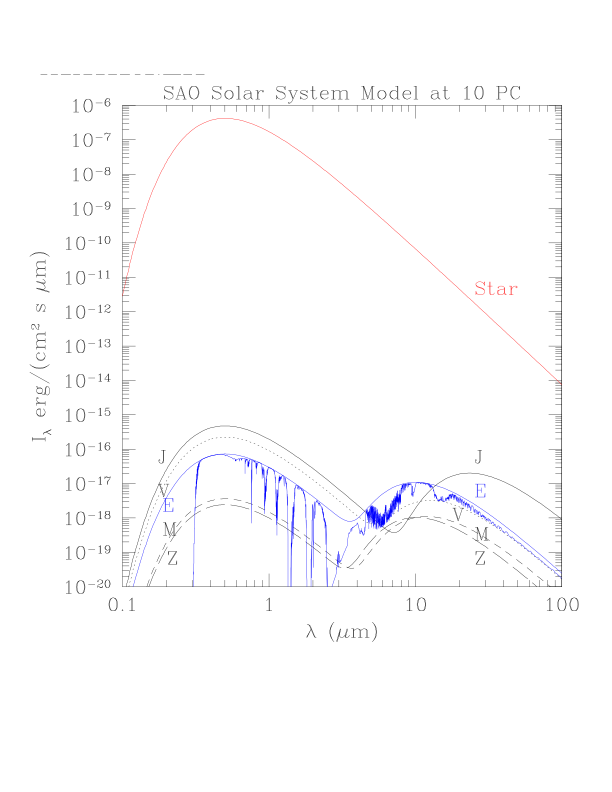 SAO Solar System Model at 10 PC
10⁻⁶
10⁻⁷
10⁻⁸
10⁻⁹
10⁻¹⁰
10⁻¹¹
10⁻¹²
10⁻¹³
10⁻¹⁴
10⁻¹⁵
10⁻¹⁶
10⁻¹⁷
10⁻¹⁸
10⁻¹⁹
10⁻²⁰
I_λ erg/(cm² s μm)
Star
J
V
E
M
Z
J
E
V
M
Z
0.1 1 10 100
λ (μm)